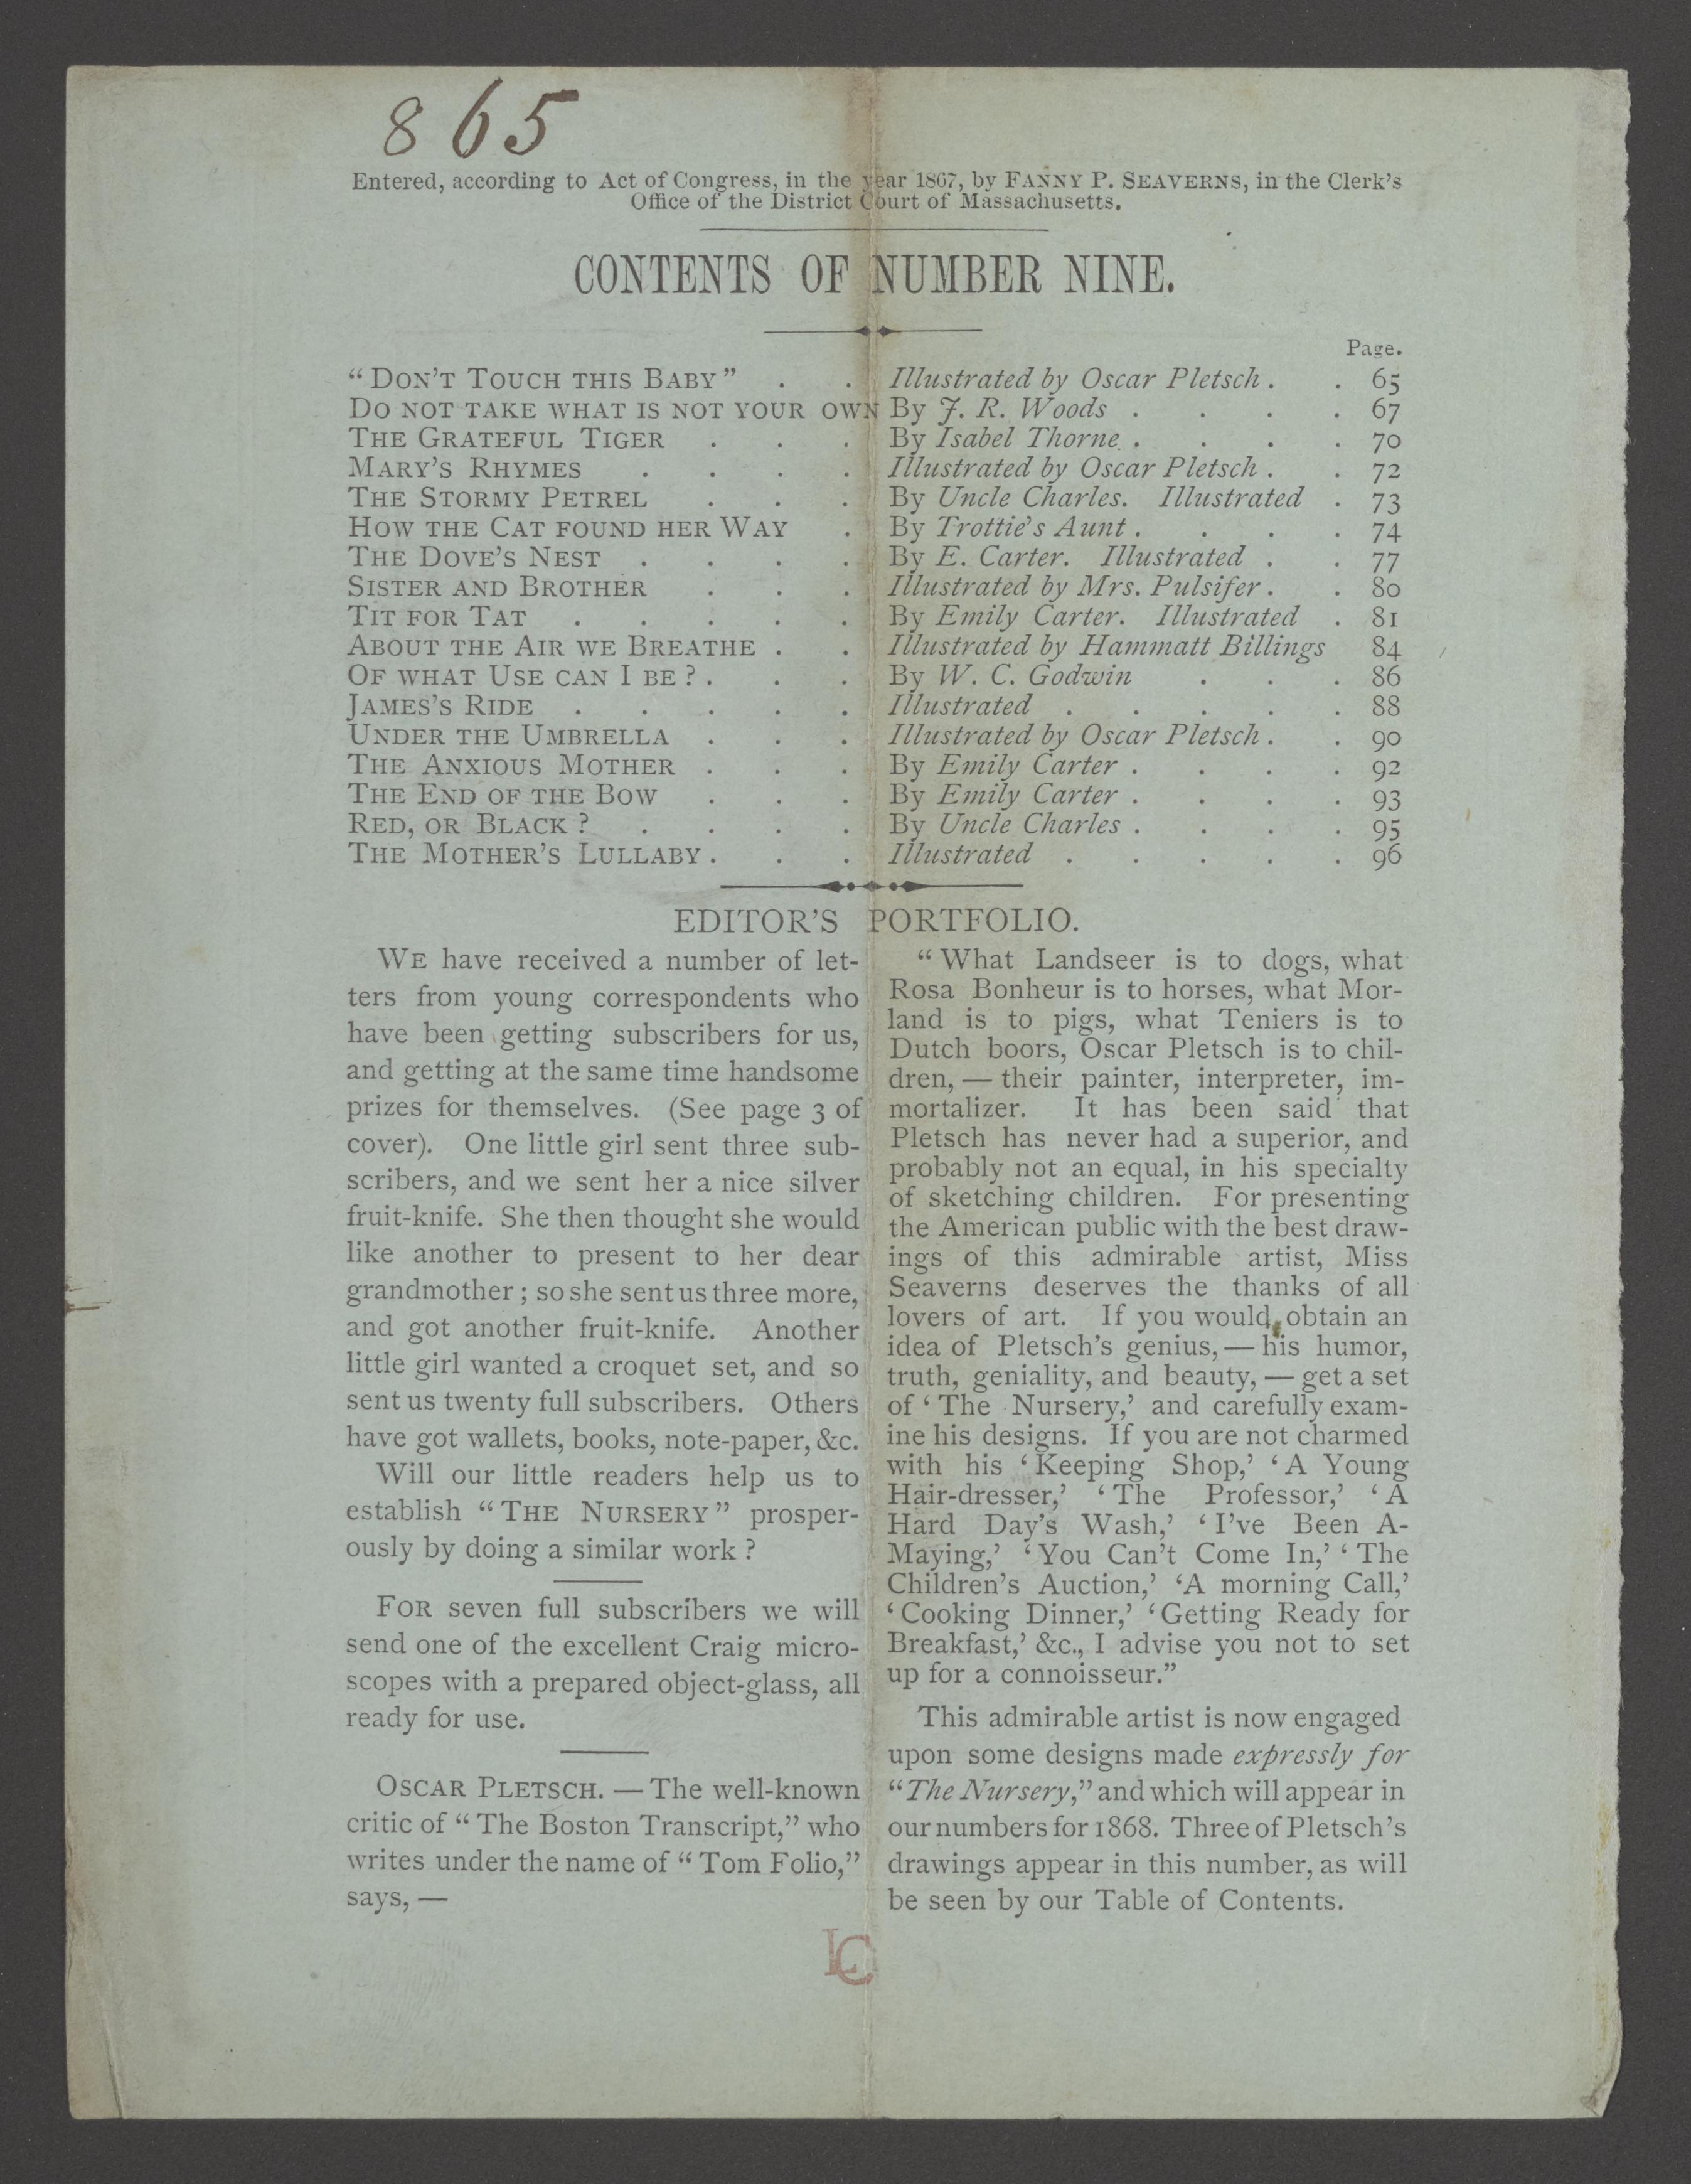 865
Entered, according to Act of Congress, in the year 1867, by FANNY P. SEAVERNS, in the Clerk's
Office of the District Court of Massachusetts.
CONTENTS OF NUMBER NINE.
Page.
“DON'T TOUCH THIS BABY” . . Illustrated by Oscar Pletsch . . 65
DO NOT TAKE WHAT IS NOT YOUR OWN By J. R. Woods . . . . 67
THE GRATEFUL TIGER . . . By Isabel Thorne . . . . 70
MARY'S RHYMES . . . . Illustrated by Oscar Pletsch . . 72
THE STORMY PETREL . . . By Uncle Charles. Illustrated . 73
HOW THE CAT FOUND HER WAY . By Trottie's Aunt . . . . 74
THE DOVE'S NEST . . . . By E. Carter. Illustrated . . 77
SISTER AND BROTHER . . . Illustrated by Mrs. Pulsifer . . 80
TIT FOR TAT . . . . . By Emily Carter. Illustrated . 81
ABOUT THE AIR WE BREATHE . . Illustrated by Hammatt Billings 84
OF WHAT USE CAN I BE? . . . By W. C. Godwin . . . 86
JAMES'S RIDE . . . . . Illustrated . . . . . 88
UNDER THE UMBRELLA . . . Illustrated by Oscar Pletsch . . 90
THE ANXIOUS MOTHER . . . By Emily Carter . . . . 92
THE END OF THE BOW . . . By Emily Carter . . . . 93
RED, OR BLACK? . . . . By Uncle Charles . . . . 95
THE MOTHER'S LULLABY . . . Illustrated . . . . . 96
EDITOR'S PORTFOLIO.
WE have received a number of let-
ters from young correspondents who
have been getting subscribers for us,
and getting at the same time handsome
prizes for themselves. (See page 3 of
cover). One little girl sent three sub-
scribers, and we sent her a nice silver
fruit-knife. She then thought she would
like another to present to her dear
grandmother; so she sent us three more,
and got another fruit-knife. Another
little girl wanted a croquet set, and so
sent us twenty full subscribers. Others
have got wallets, books, note-paper, &c.
Will our little readers help us to
establish “THE NURSERY” prosper-
ously by doing a similar work?
FOR seven full subscribers we will
send one of the excellent Craig micro-
scopes with a prepared object-glass, all
ready for use.
OSCAR PLETSCH. — The well-known
critic of “The Boston Transcript,” who
writes under the name of “Tom Folio,”
says, —
“What Landseer is to dogs, what
Rosa Bonheur is to horses, what Mor-
land is to pigs, what Teniers is to
Dutch boors, Oscar Pletsch is to chil-
dren, — their painter, interpreter, im-
mortalizer. It has been said that
Pletsch has never had a superior, and
probably not an equal, in his specialty
of sketching children. For presenting
the American public with the best draw-
ings of this admirable artist, Miss
Seaverns deserves the thanks of all
lovers of art. If you would obtain an
idea of Pletsch's genius, — his humor,
truth, geniality, and beauty, — get a set
of ‘The Nursery,’ and carefully exam-
ine his designs. If you are not charmed
with his ‘Keeping Shop,’ ‘A Young
Hair-dresser,’ ‘The Professor,’ ‘A
Hard Day's Wash,’ ‘I've Been A-
Maying,’ ‘You Can't Come In,’ ‘The
Children's Auction,’ ‘A morning Call,’
‘Cooking Dinner,’ ‘Getting Ready for
Breakfast,’ &c., I advise you not to set
up for a connoisseur.”
This admirable artist is now engaged
upon some designs made expressly for
“The Nursery,” and which will appear in
our numbers for 1868. Three of Pletsch's
drawings appear in this number, as will
be seen by our Table of Contents.
LC